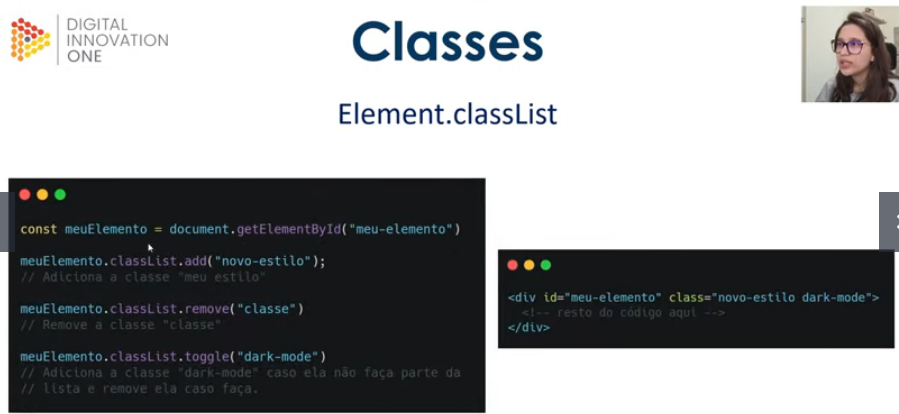 DIGITAL
INNOVATION
ONE
Classes
Element.classList
const meuElemento = document.getElementById("meu-elemento")
meuElemento.classList.add("novo-estilo");
// Adiciona a classe "meu estilo"
meuElemento.classList.remove("classe")
// Remove a classe "classe"
meuElemento.classList.toggle("dark-mode")
// Adiciona a classe "dark-mode" caso ela não faça parte da
// lista e remove ela caso faça.
<div id="meu-elemento" class="novo-estilo dark-mode">
<!-- resto do código aqui -->
</div>